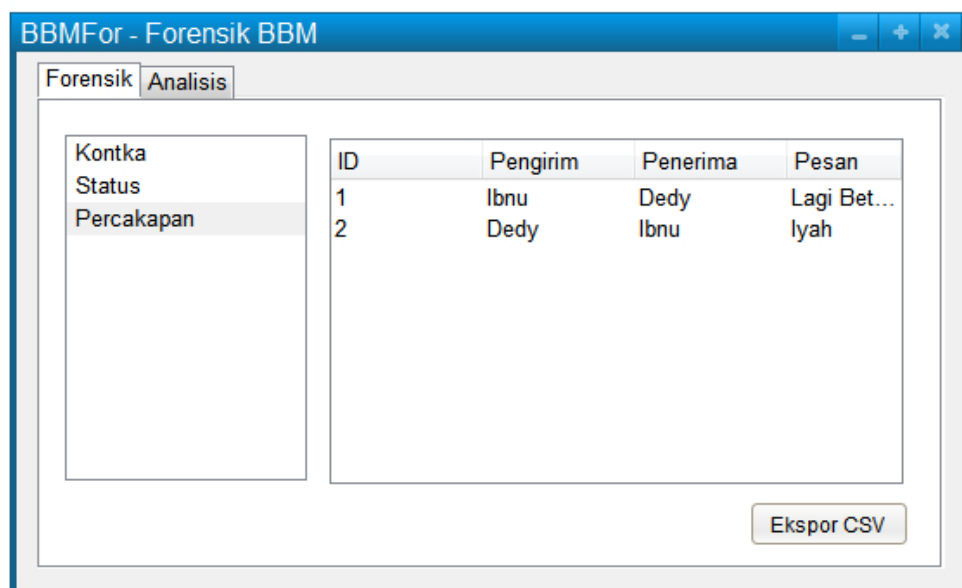 BBMFor - Forensik BBM
Forensik Analisis
Kontka
Status
Percakapan
ID Pengirim Penerima Pesan
1 Ibnu Dedy Lagi Bet...
2 Dedy Ibnu Iyah
Ekspor CSV